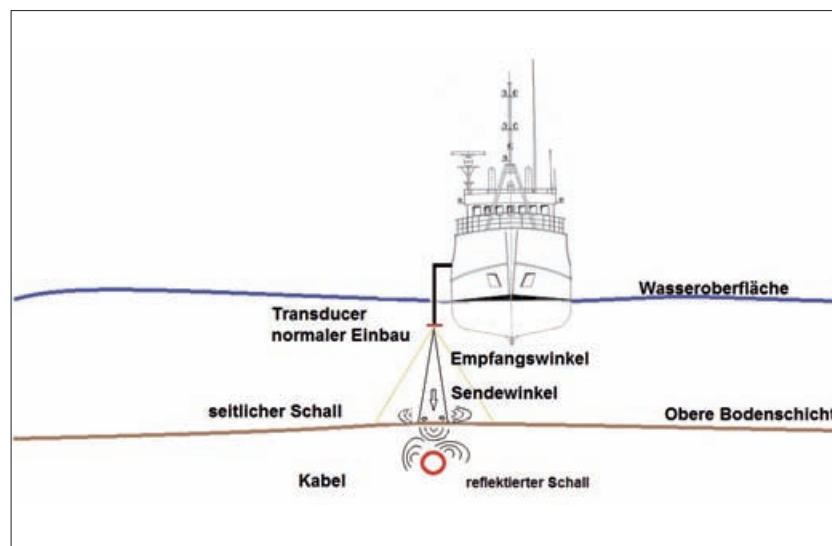 Wasseroberfläche
Transducer
normaler Einbau
Empfangswinkel
Sendewinkel
seitlicher Schall
Obere Bodenschicht
Kabel
reflektierter Schall